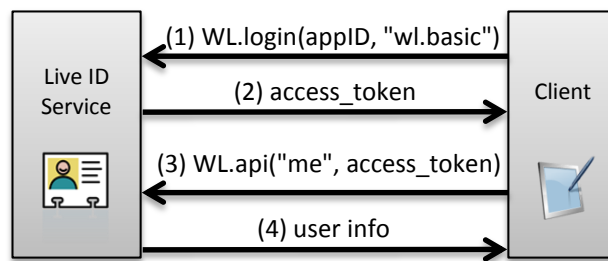 (1) WL.login(appID, "wl.basic")
Live ID
Service
(2) access_token
Client
(3) WL.api("me", access_token)
(4) user info